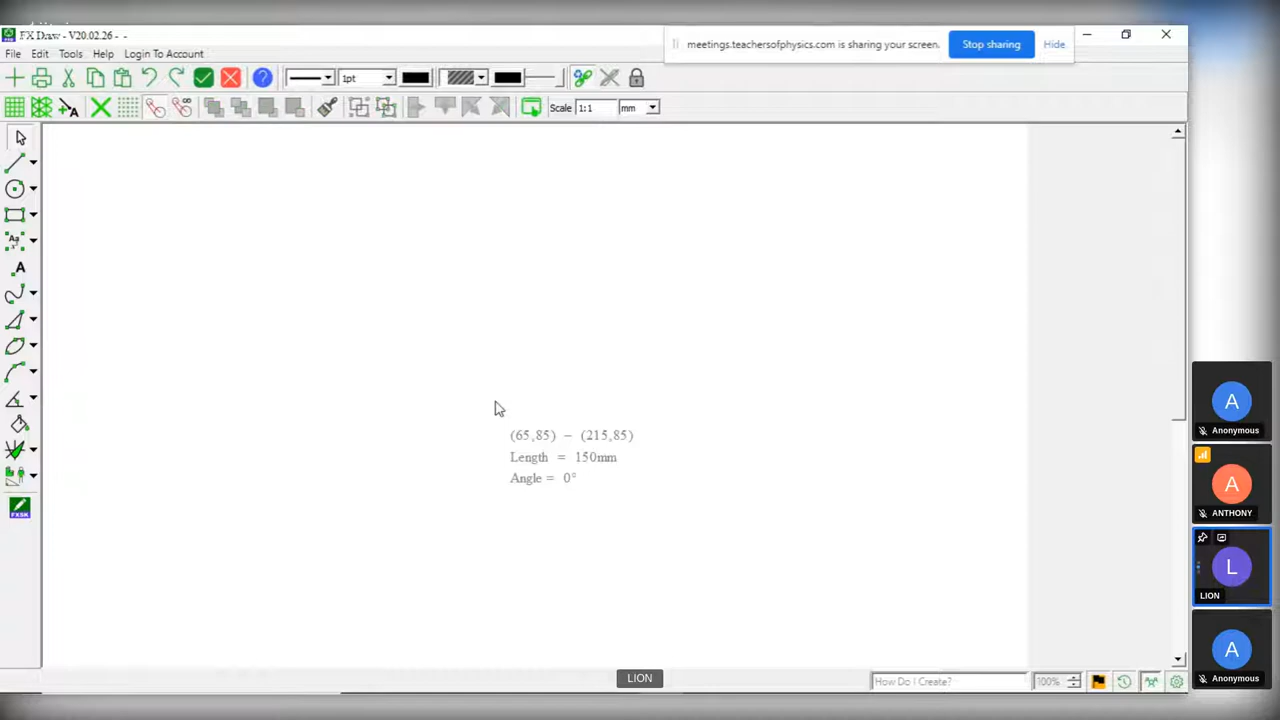 FX Draw - V20.02.26 - -
meetings.teachersofphysics.com is sharing your screen.
Stop sharing
Hide
File Edit Tools Help Login To Account
1pt
Scale 1:1 mm
A
(65,85) – (215,85)
Length = 150mm
Angle = 0°
FXSK
A
Anonymous
A
ANTHONY
L
LION
A
Anonymous
LION
How Do I Create?
100%